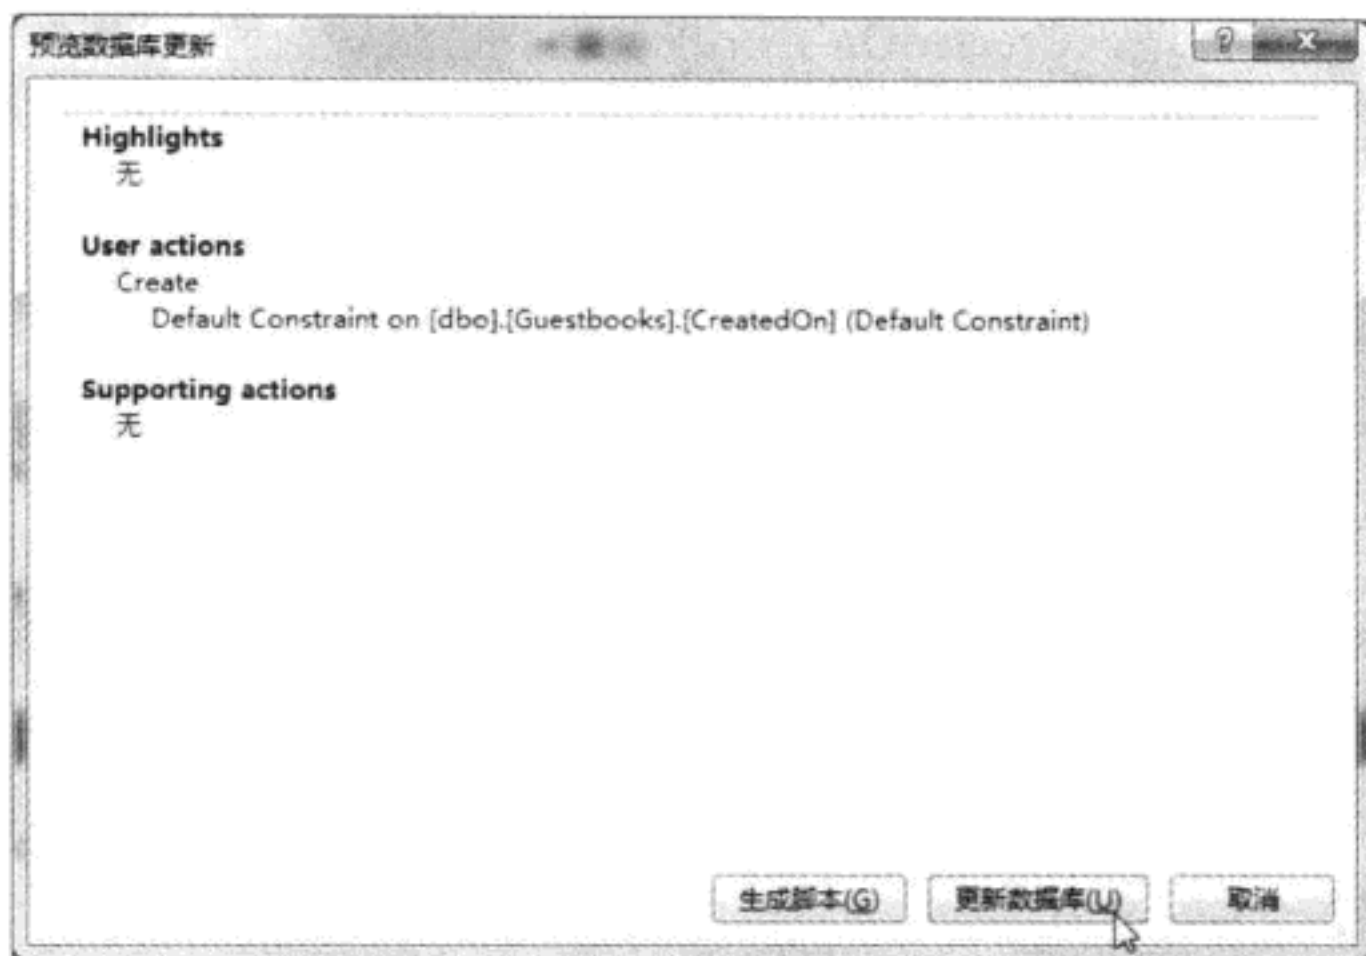 预览数据库更新
Highlights
无
User actions
Create
Default Constraint on [dbo].[Guestbooks].[CreatedOn] (Default Constraint)
Supporting actions
无
生成脚本(G) 更新数据库(U) 取消